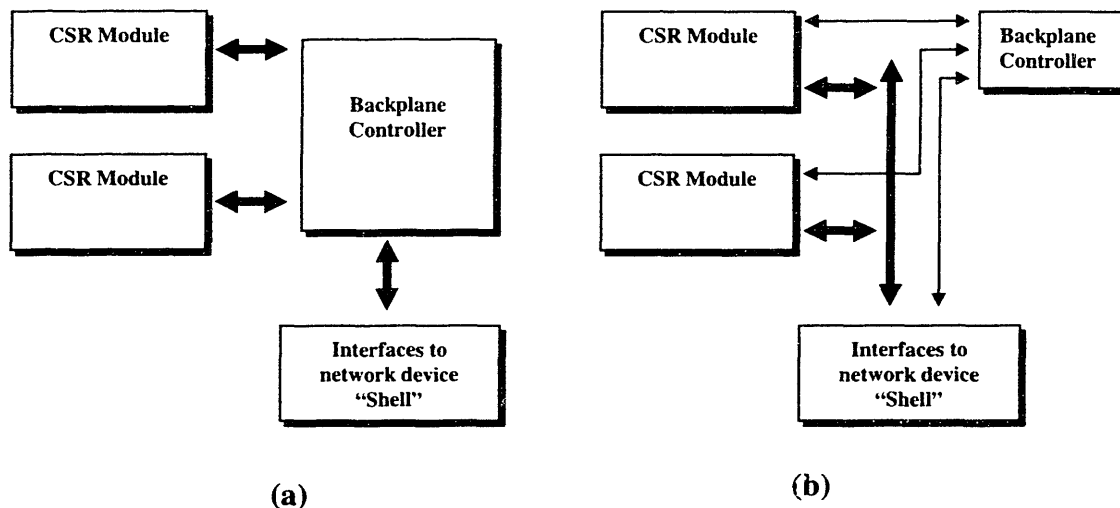 CSR Module
Backplane
Controller
CSR Module
Interfaces to
network device
“Shell”
(a)
CSR Module
Backplane
Controller
CSR Module
Interfaces to
network device
“Shell”
(b)